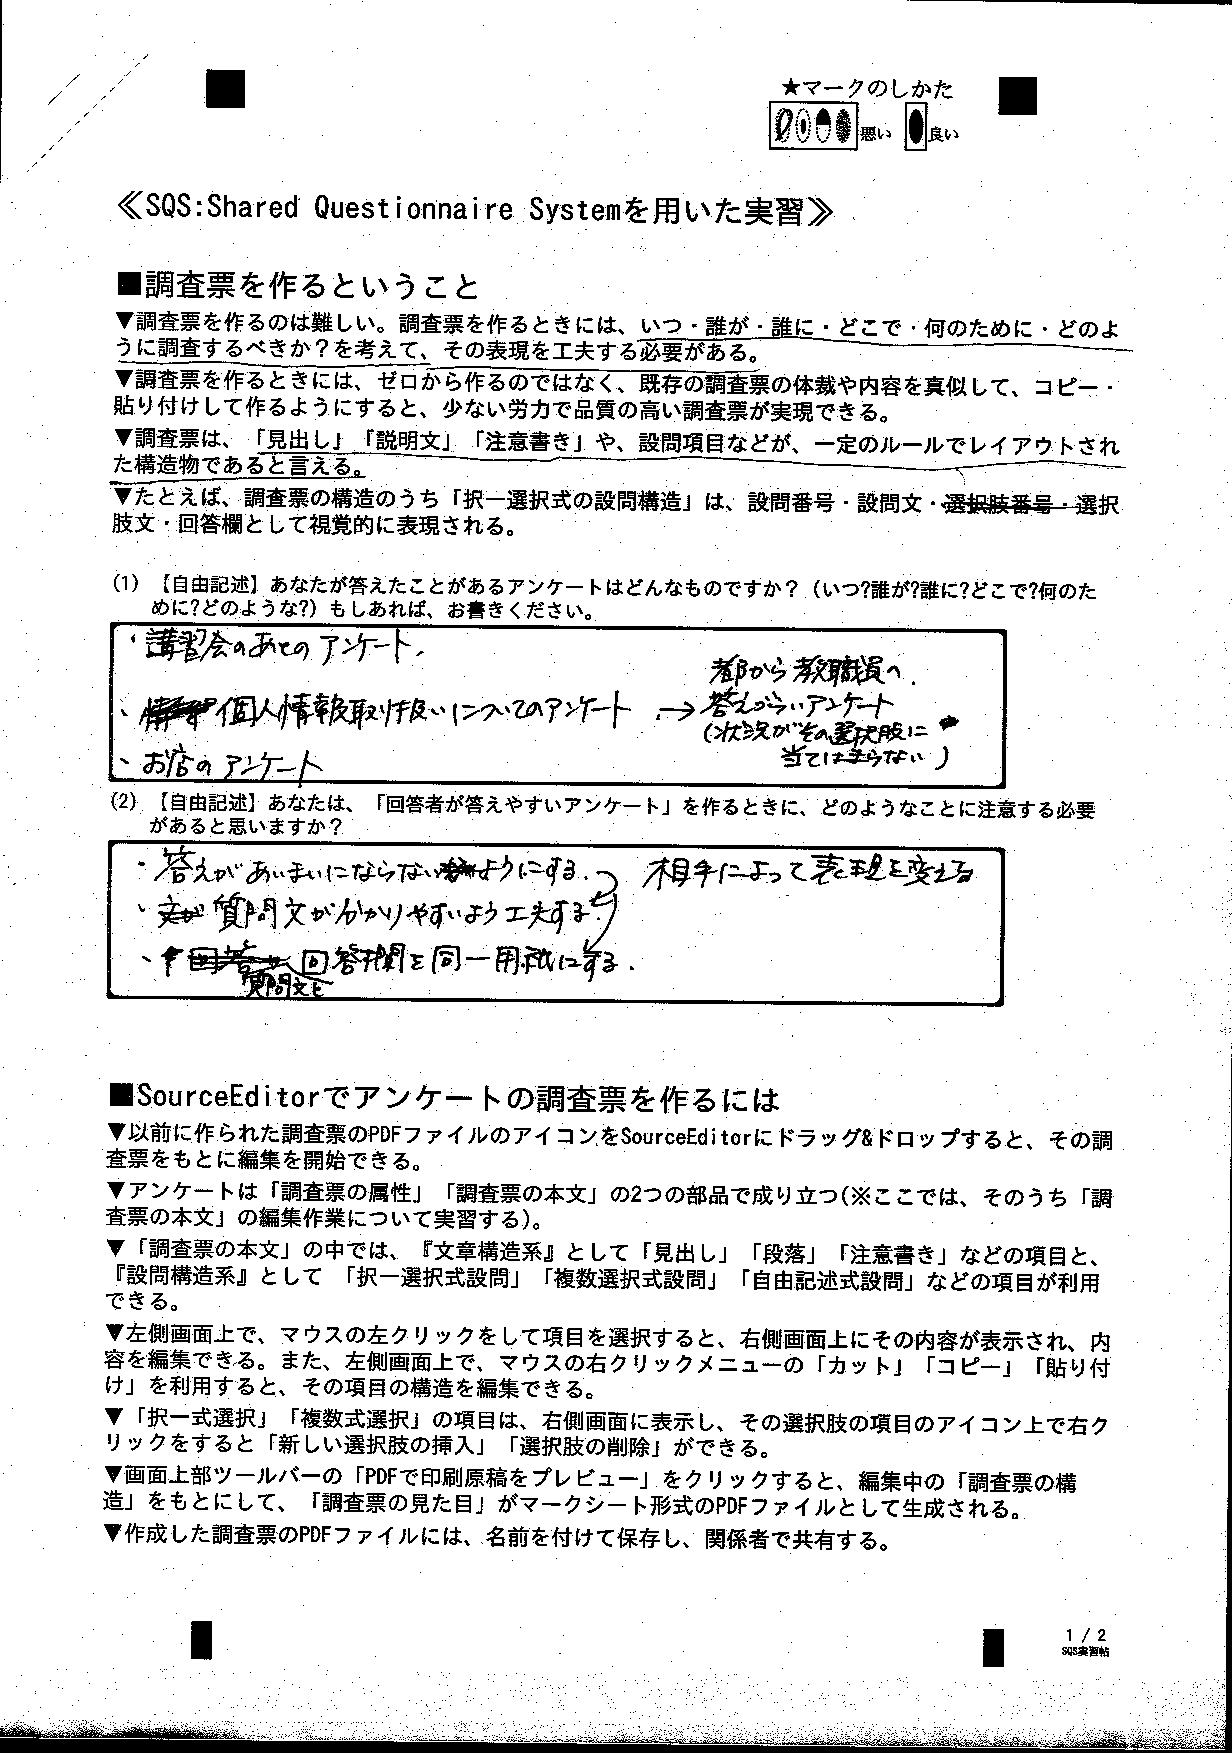 ★マークのしかた
悪い 良い
≪SQS:Shared Questionnaire Systemを用いた実習≫
■調査票を作るということ
▼調査票を作るのは難しい。調査票を作るときには、いつ・誰が・誰に・どこで・何のために・どのよ
うに調査するべきか？を考えて、その表現を工夫する必要がある。
▼調査票を作るときには、ゼロから作るのではなく、既存の調査票の体裁や内容を真似して、コピー・
貼り付けして作るようにすると、少ない労力で品質の高い調査票が実現できる。
▼調査票は、「見出し」「説明文」「注意書き」や、設問項目などが、一定のルールでレイアウトされ
た構造物であると言える。
▼たとえば、調査票の構造のうち「択一選択式の設問構造」は、設問番号・設問文・選択肢番号・選択
肢文・回答欄として視覚的に表現される。
(1) 【自由記述】あなたが答えたことがあるアンケートはどんなものですか？（いつ?誰が?誰に?どこで?何のた
めに?どのような?）もしあれば、お書きください。
・講習会のあとのアンケート.
・個人情報取り扱いについてのアンケート
・お店のアンケート
→ 都から教職員へ.
答えづらいアンケート
(状況がその選択肢に
当てはまらない)
(2) 【自由記述】あなたは、「回答者が答えやすいアンケート」を作るときに、どのようなことに注意する必要
があると思いますか？
・答えがあいまいにならないようにする.
相手によって表現を変える
・質問文が分かりやすいよう工夫する.
・質問文と回答欄を同一用紙にする.
■SourceEditorでアンケートの調査票を作るには
▼以前に作られた調査票のPDFファイルのアイコンをSourceEditorにドラッグ&ドロップすると、その調
査票をもとに編集を開始できる。
▼アンケートは「調査票の属性」「調査票の本文」の2つの部品で成り立つ(※ここでは、そのうち「調
査票の本文」の編集作業について実習する)。
▼「調査票の本文」の中では、『文章構造系』として「見出し」「段落」「注意書き」などの項目と、
『設問構造系』として 「択一選択式設問」「複数選択式設問」「自由記述式設問」などの項目が利用
できる。
▼左側画面上で、マウスの左クリックをして項目を選択すると、右側画面上にその内容が表示され、内
容を編集できる。また、左側画面上で、マウスの右クリックメニューの「カット」「コピー」「貼り付
け」を利用すると、その項目の構造を編集できる。
▼「択一式選択」「複数式選択」の項目は、右側画面に表示し、その選択肢の項目のアイコン上で右ク
リックをすると「新しい選択肢の挿入」「選択肢の削除」ができる。
▼画面上部ツールバーの「PDFで印刷原稿をプレビュー」をクリックすると、編集中の「調査票の構
造」をもとにして、「調査票の見た目」がマークシート形式のPDFファイルとして生成される。
▼作成した調査票のPDFファイルには、名前を付けて保存し、関係者で共有する。
1 / 2
SQS実習帖